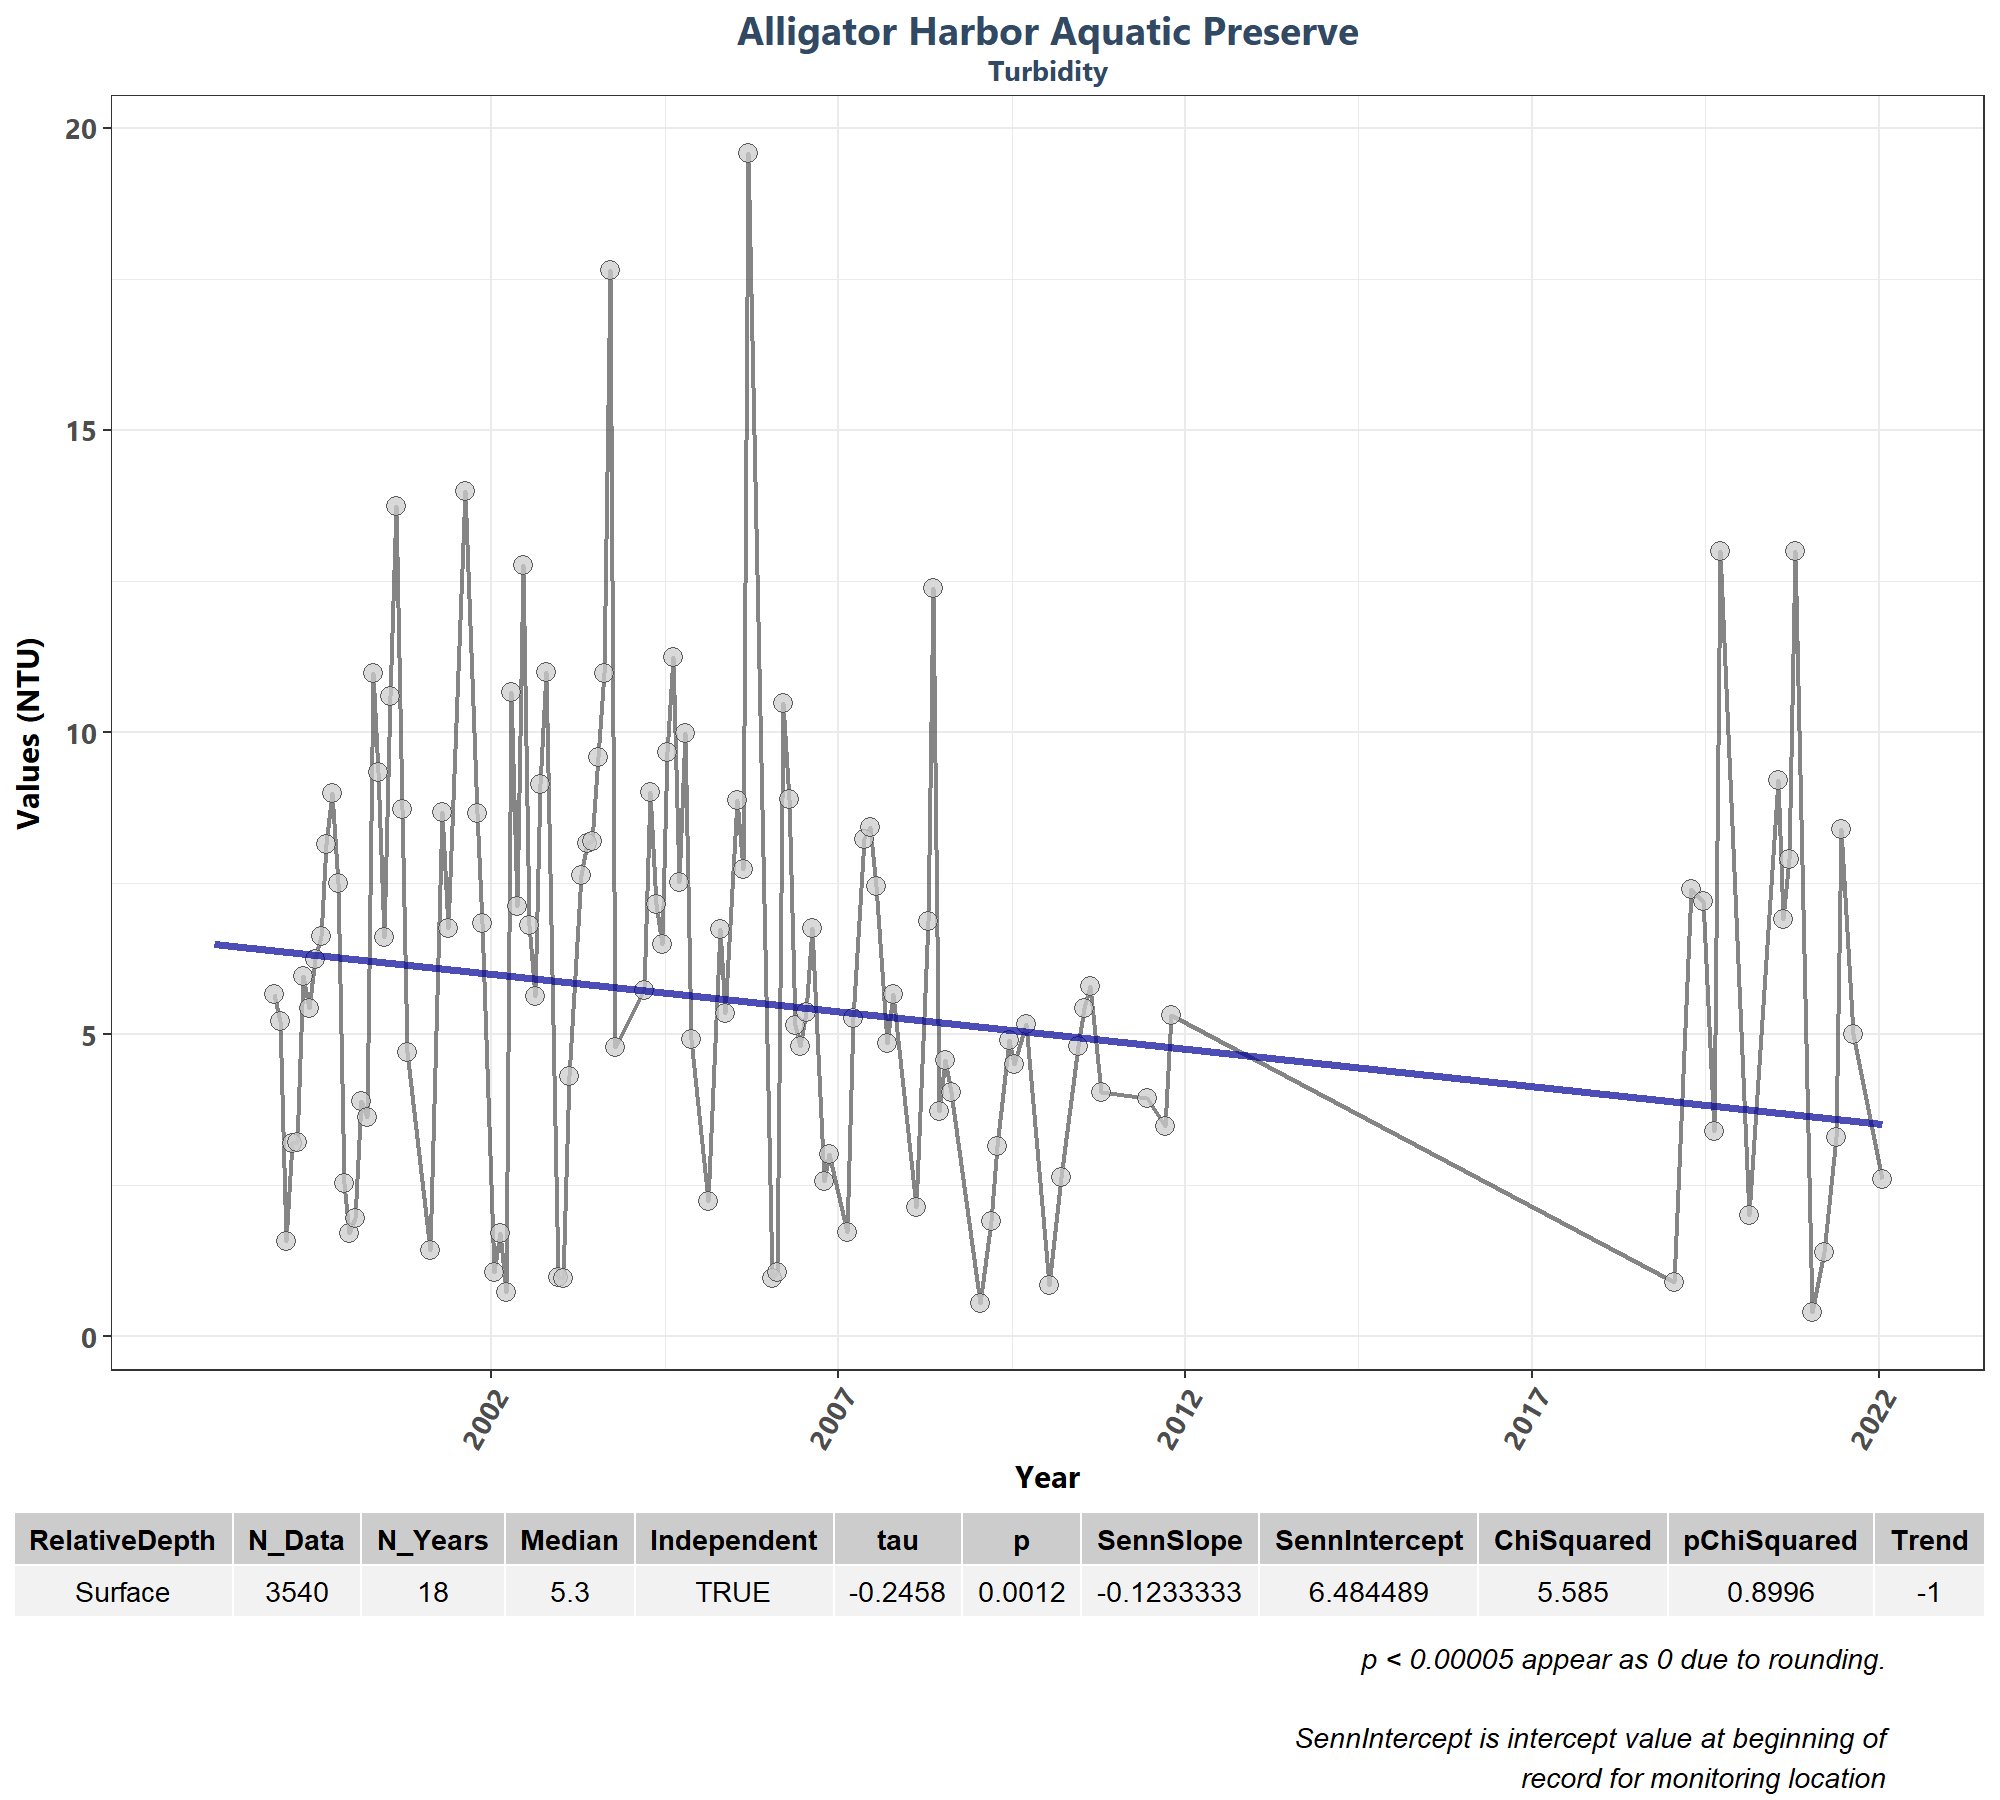 Alligator Harbor Aquatic Preserve
Turbidity
20
15
10
5
0
Values (NTU)
2002 2007 2012 2017 2022
Year
RelativeDepth N_Data N_Years Median Independent tau p SennSlope SennIntercept ChiSquared pChiSquared Trend
Surface 3540 18 5.3 TRUE -0.2458 0.0012 -0.1233333 6.484489 5.585 0.8996 -1
p < 0.00005 appear as 0 due to rounding.
SennIntercept is intercept value at beginning of
record for monitoring location